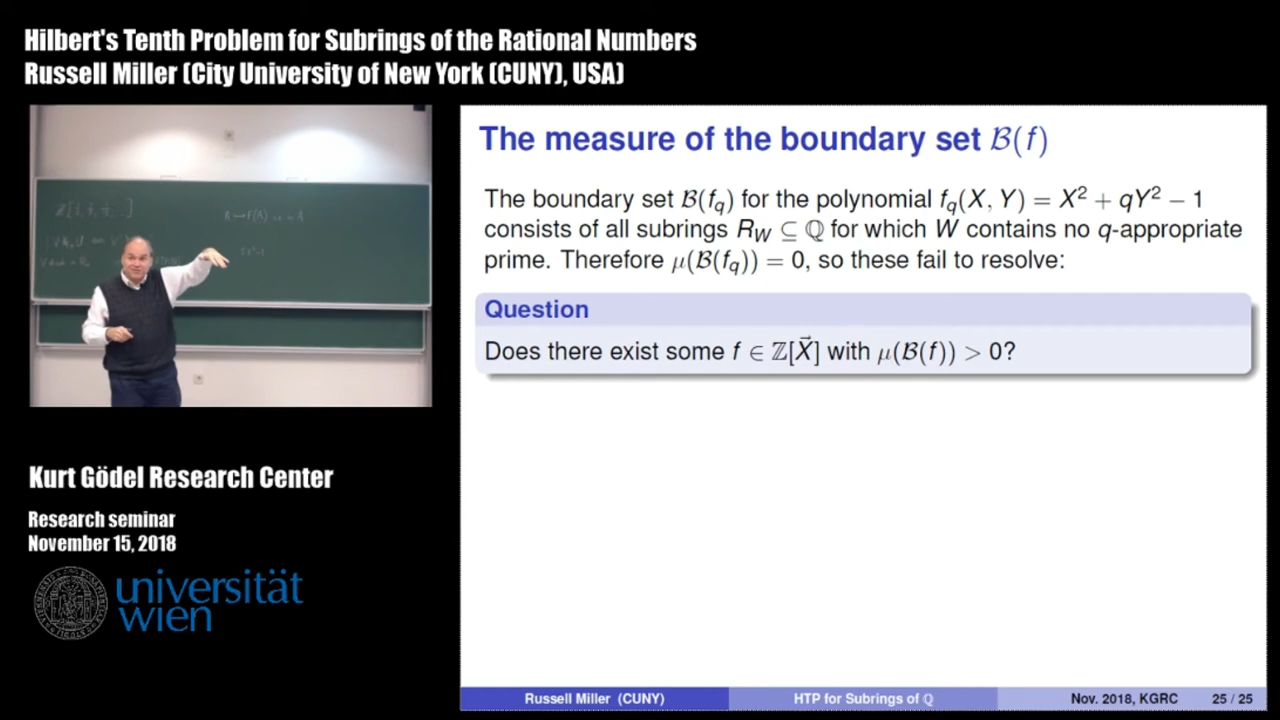 Hilbert's Tenth Problem for Subrings of the Rational Numbers
Russell Miller (City University of New York (CUNY), USA)
The measure of the boundary set 𝓑(f)
The boundary set 𝓑(f_q) for the polynomial f_q(X, Y) = X² + qY² − 1
consists of all subrings R_W ⊆ ℚ for which W contains no q-appropriate
prime. Therefore μ(𝓑(f_q)) = 0, so these fail to resolve:
Question
Does there exist some f ∈ ℤ[X⃗] with μ(𝓑(f)) > 0?
Kurt Gödel Research Center
Research seminar
November 15, 2018
universität
wien
Russell Miller (CUNY) HTP for Subrings of ℚ Nov. 2018, KGRC 25 / 25